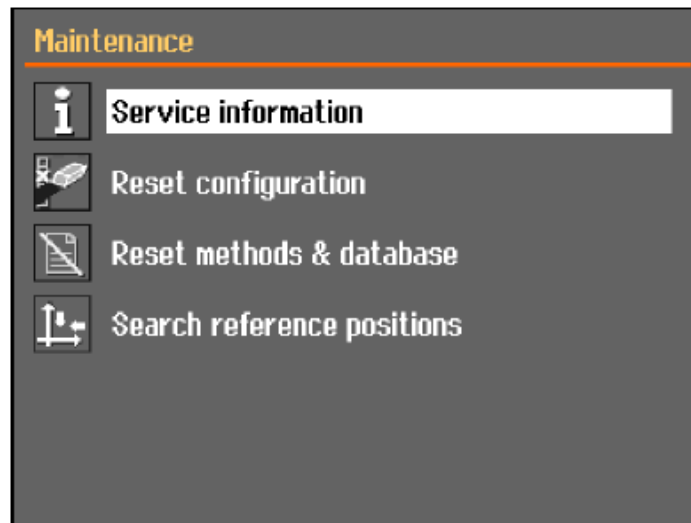 Maintenance
Service information
Reset configuration
Reset methods & database
Search reference positions